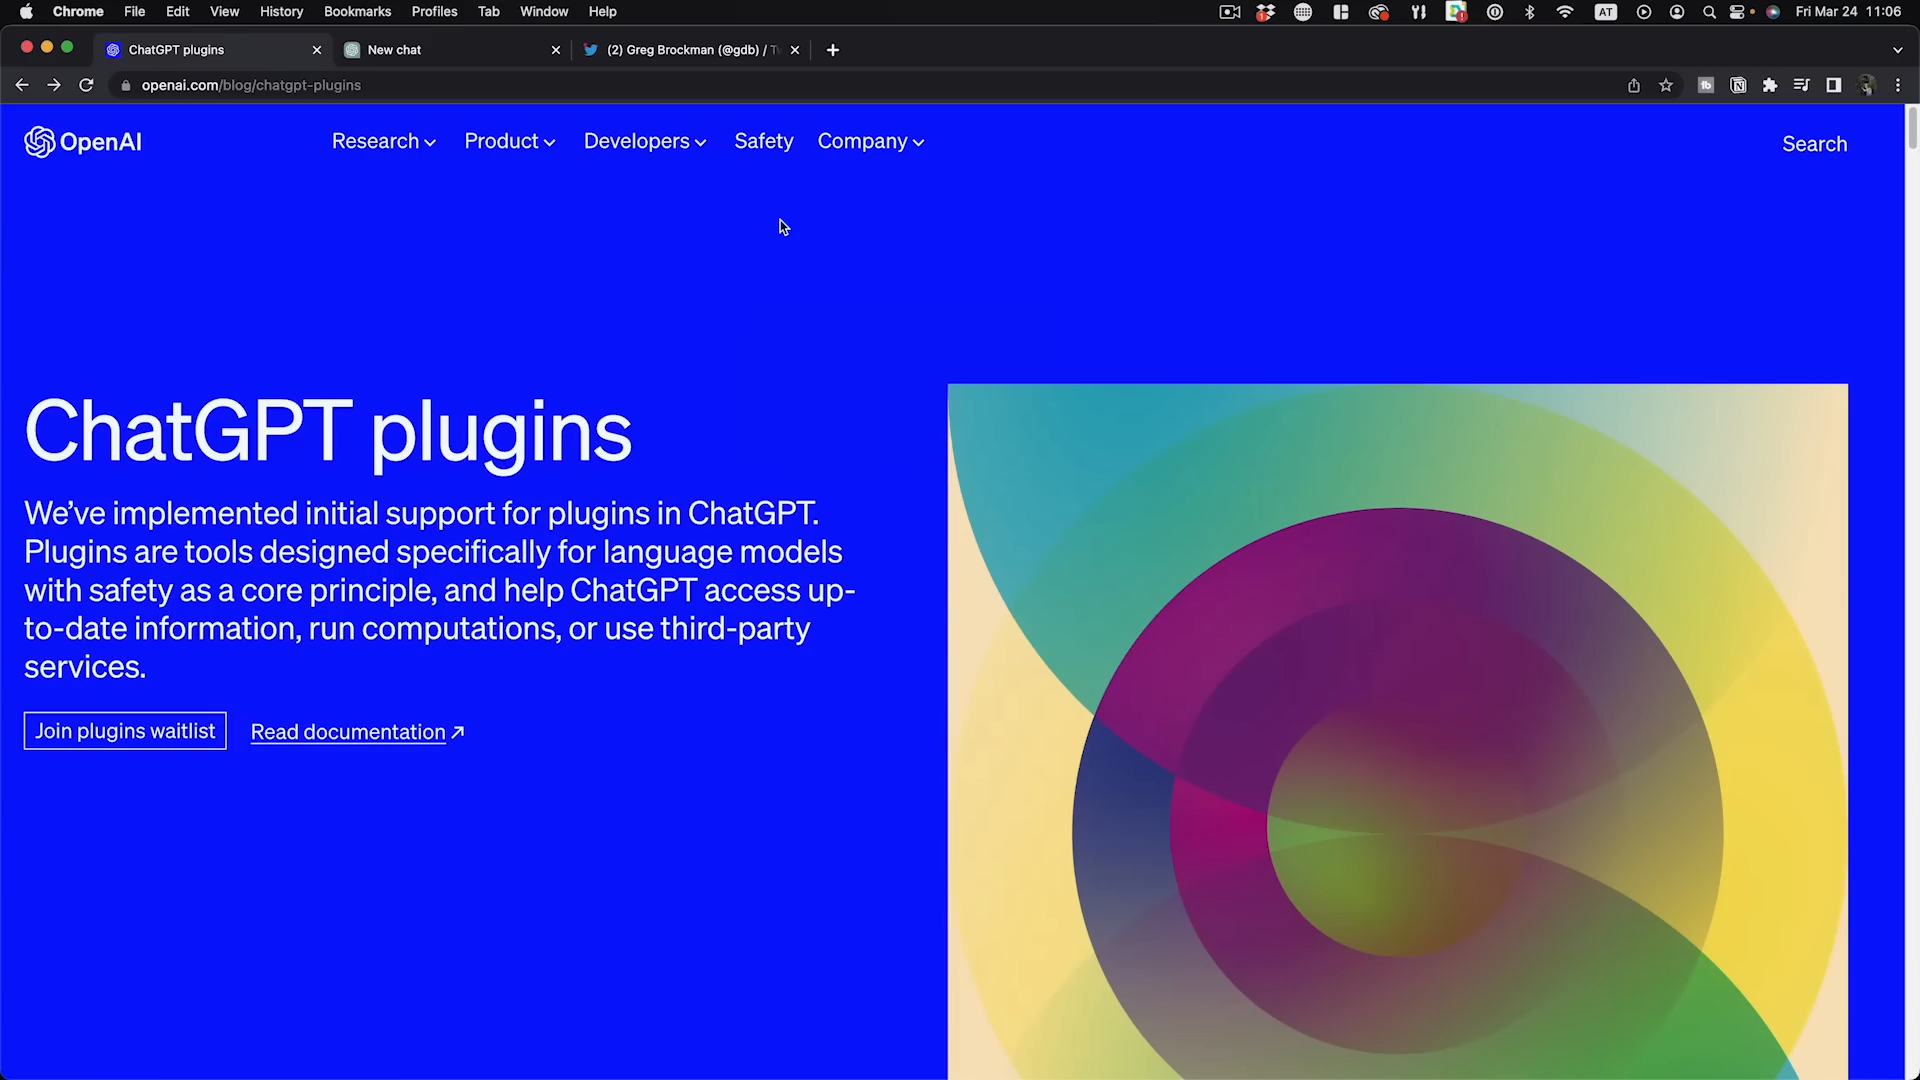 Chrome File Edit View History Bookmarks Profiles Tab Window Help AT Fri Mar 24 11:06
ChatGPT plugins New chat (2) Greg Brockman (@gdb) /
openai.com/blog/chatgpt-plugins
OpenAI Research Product Developers Safety Company Search
ChatGPT plugins
We’ve implemented initial support for plugins in ChatGPT.
Plugins are tools designed specifically for language models
with safety as a core principle, and help ChatGPT access up-
to-date information, run computations, or use third-party
services.
Join plugins waitlist Read documentation ↗